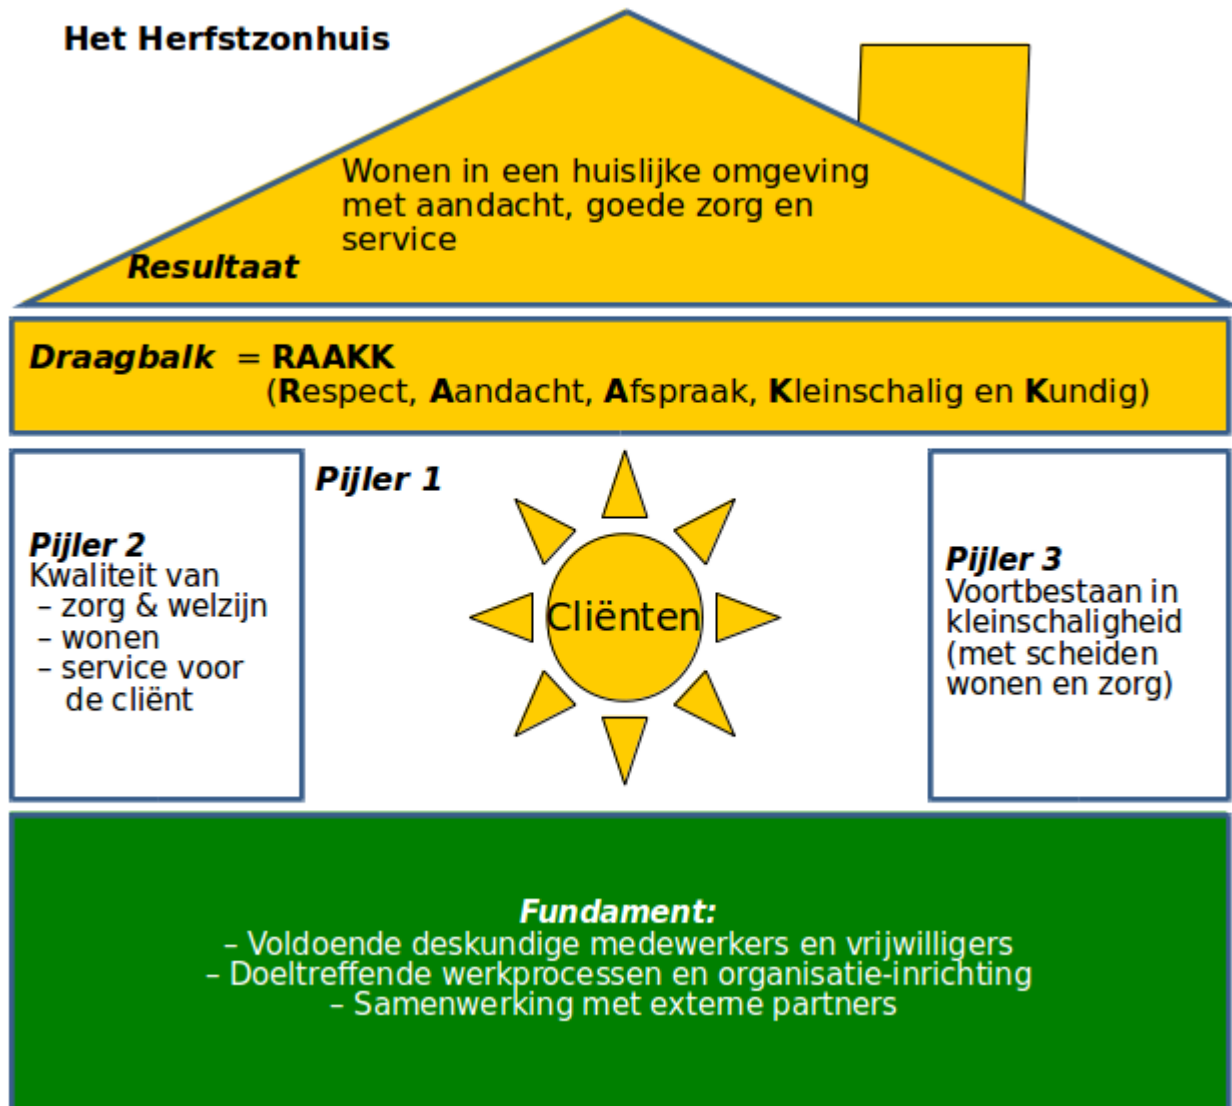 Het Herfstzonhuis
Wonen in een huislijke omgeving
met aandacht, goede zorg en
service
Resultaat
Draagbalk = RAAKK
(Respect, Aandacht, Afspraak, Kleinschalig en Kundig)
Pijler 1
Cliënten
Pijler 2
Kwaliteit van
– zorg & welzijn
– wonen
– service voor
de cliënt
Pijler 3
Voortbestaan in
kleinschaligheid
(met scheiden
wonen en zorg)
Fundament:
– Voldoende deskundige medewerkers en vrijwilligers
– Doeltreffende werkprocessen en organisatie-inrichting
– Samenwerking met externe partners